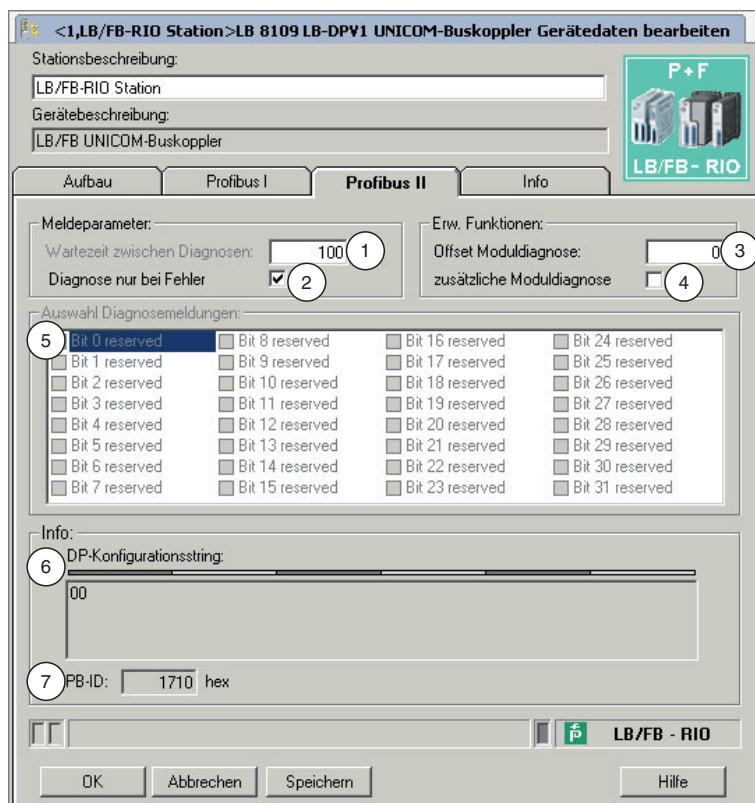 <1,LB/FB-RIO Station>LB 8109 LB-DPV1 UNICOM-Buskoppler Gerätedaten bearbeiten
Stationsbeschreibung:
LB/FB-RIO Station
Gerätebeschreibung:
LB/FB UNICOM-Buskoppler
P+F
LB/FB- RIO
Aufbau Profibus I Profibus II Info
Meldeparameter:
Wartezeit zwischen Diagnosen: 100 1
Diagnose nur bei Fehler 2
Erw. Funktionen:
Offset Moduldiagnose: 0 3
zusätzliche Moduldiagnose 4
Auswahl Diagnosemeldungen:
5 Bit 0 reserved Bit 8 reserved Bit 16 reserved Bit 24 reserved
Bit 1 reserved Bit 9 reserved Bit 17 reserved Bit 25 reserved
Bit 2 reserved Bit 10 reserved Bit 18 reserved Bit 26 reserved
Bit 3 reserved Bit 11 reserved Bit 19 reserved Bit 27 reserved
Bit 4 reserved Bit 12 reserved Bit 20 reserved Bit 28 reserved
Bit 5 reserved Bit 13 reserved Bit 21 reserved Bit 29 reserved
Bit 6 reserved Bit 14 reserved Bit 22 reserved Bit 30 reserved
Bit 7 reserved Bit 15 reserved Bit 23 reserved Bit 31 reserved
Info:
6 DP-Konfigurationsstring:
00
7 PB-ID: 1710 hex
LB/FB - RIO
OK Abbrechen Speichern Hilfe